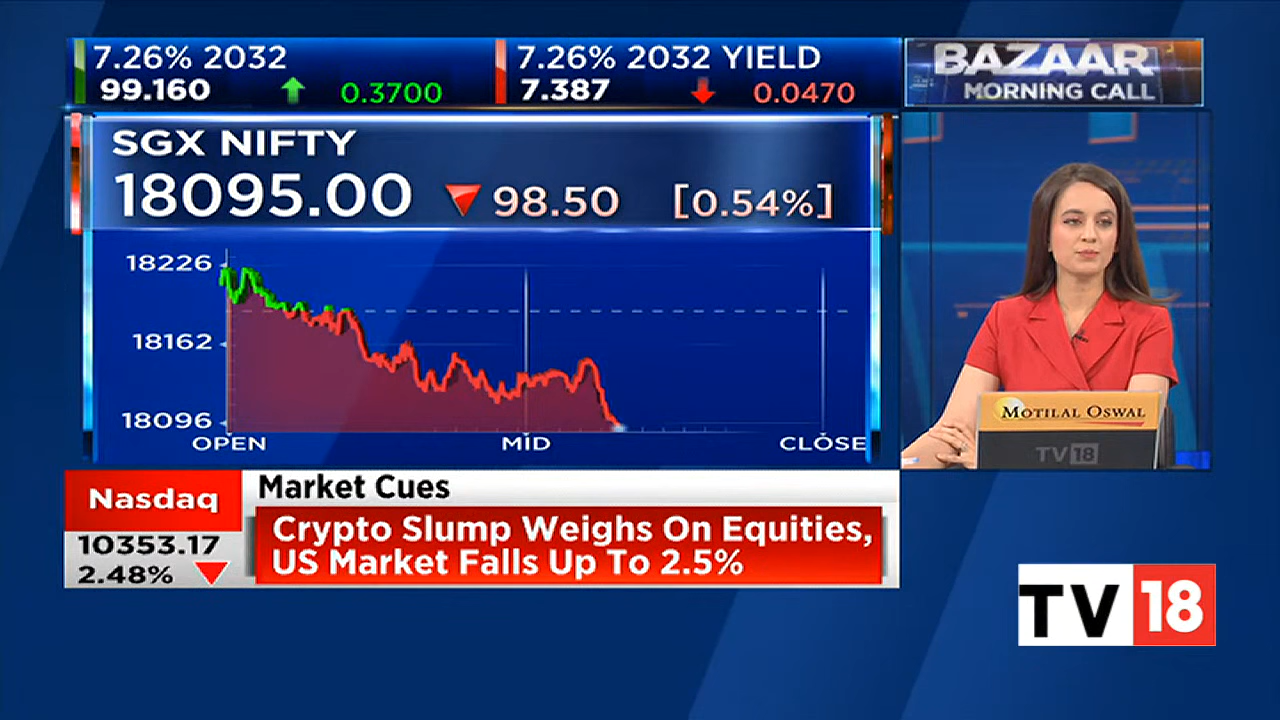 7.26% 2032
99.160 0.3700
7.26% 2032 YIELD
7.387 0.0470
BAZAAR
MORNING CALL
SGX NIFTY
18095.00 98.50 [0.54%]
18226
18162
18096
OPEN MID CLOSE
MOTILAL OSWAL
TV18
Nasdaq
10353.17
2.48%
Market Cues
Crypto Slump Weighs On Equities,
US Market Falls Up To 2.5%
TV18